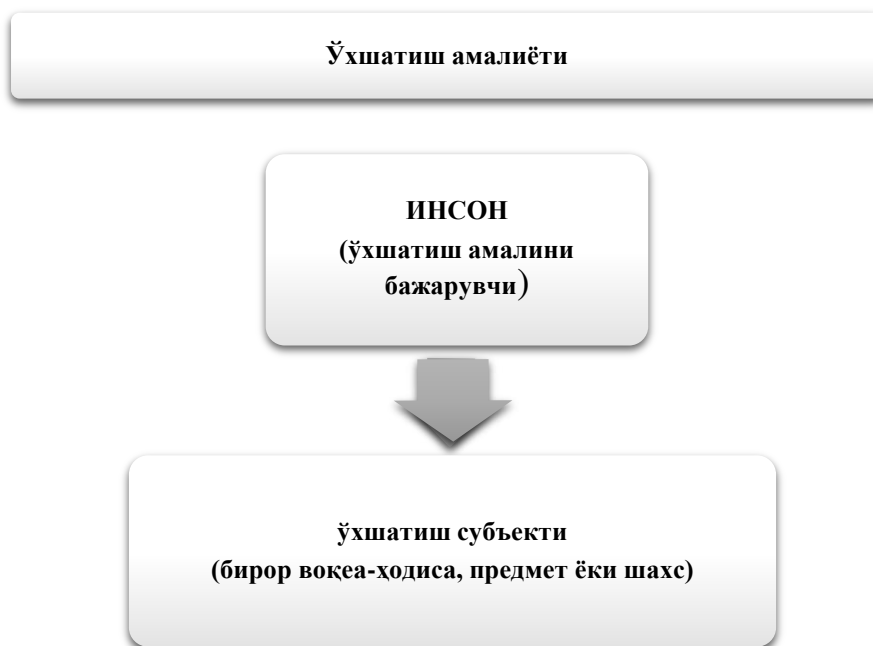 Ўхшатиш амалиёти
ИНСОН
(ўхшатиш амалини
бажарувчи)
ўхшатиш субъекти
(бирор воқеа-ҳодиса, предмет ёки шахс)